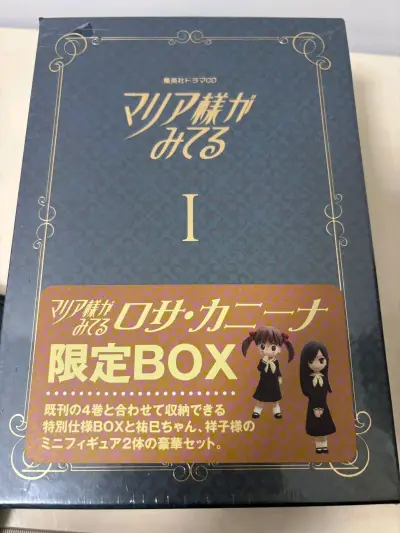 集英社ドラマCD
マリア様が
みてる
I
マリア様が
みてる
ロサ・カニーナ
限定BOX
既刊の4巻と合わせて収納できる
特別仕様BOXと祐巳ちゃん、祥子様の
ミニフィギュア2体の豪華セット。